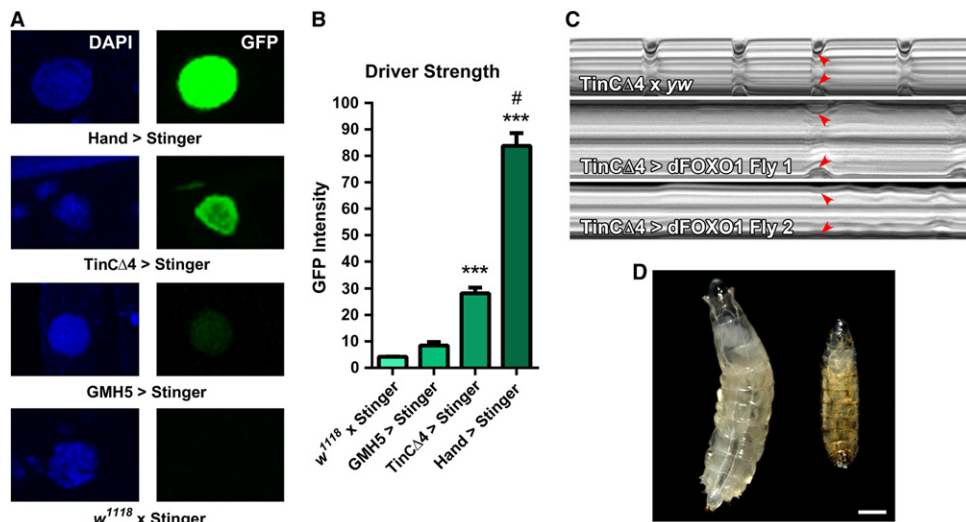 A
DAPI
GFP
Hand > Stinger
TinCΔ4 > Stinger
GMH5 > Stinger
w1118 x Stinger
B
Driver Strength
GFP Intensity
100
90
80
70
60
50
40
30
20
10
0
***
#
***
w1118 x Stinger
GMH5 > Stinger
TinCΔ4 > Stinger
Hand > Stinger
C
TinCΔ4 x yw
TinCΔ4 > dFOXO1 Fly 1
TinCΔ4 > dFOXO1 Fly 2
D